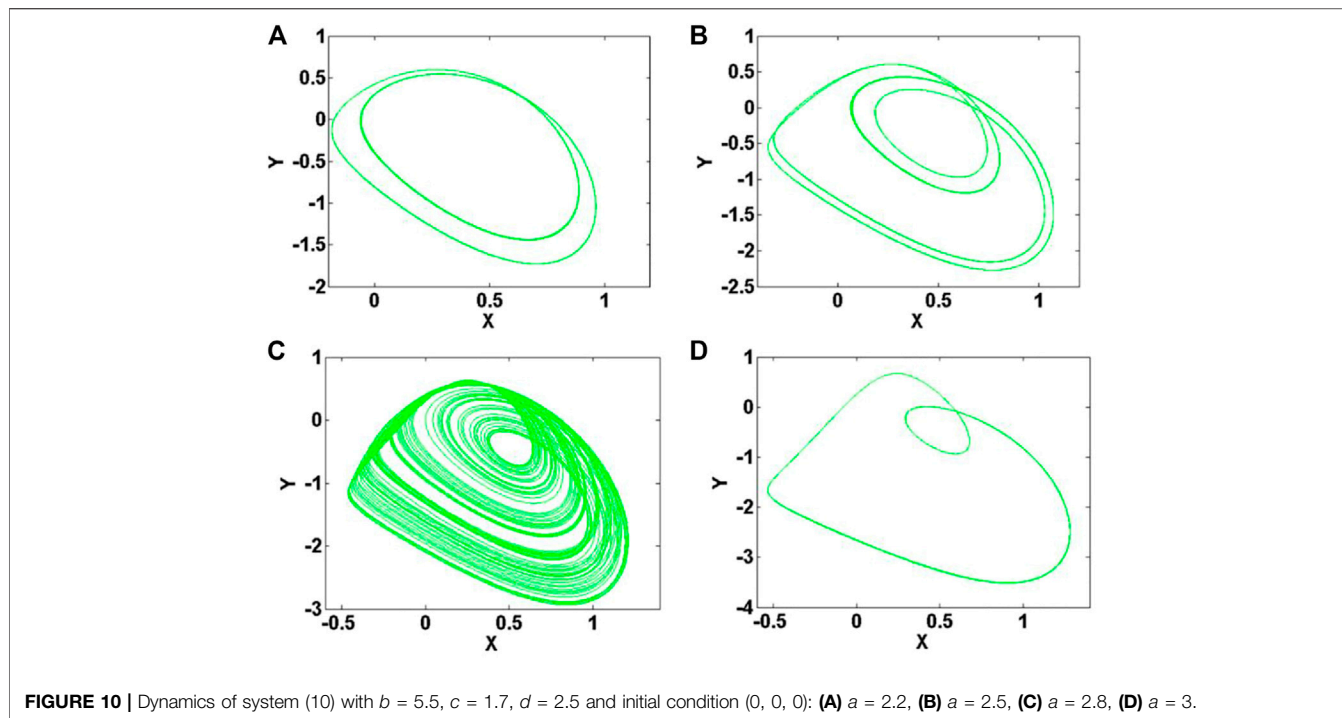 A
1
0.5
0
-0.5
-1
-1.5
-2
Y
0 0.5 1
X
B
1
0.5
0
-0.5
-1
-1.5
-2
-2.5
Y
0 0.5 1
X
C
1
0
-1
-2
-3
Y
-0.5 0 0.5 1
X
D
1
0
-1
-2
-3
-4
Y
-0.5 0 0.5 1
X
FIGURE 10 | Dynamics of system (10) with b = 5.5, c = 1.7, d = 2.5 and initial condition (0, 0, 0): (A) a = 2.2, (B) a = 2.5, (C) a = 2.8, (D) a = 3.